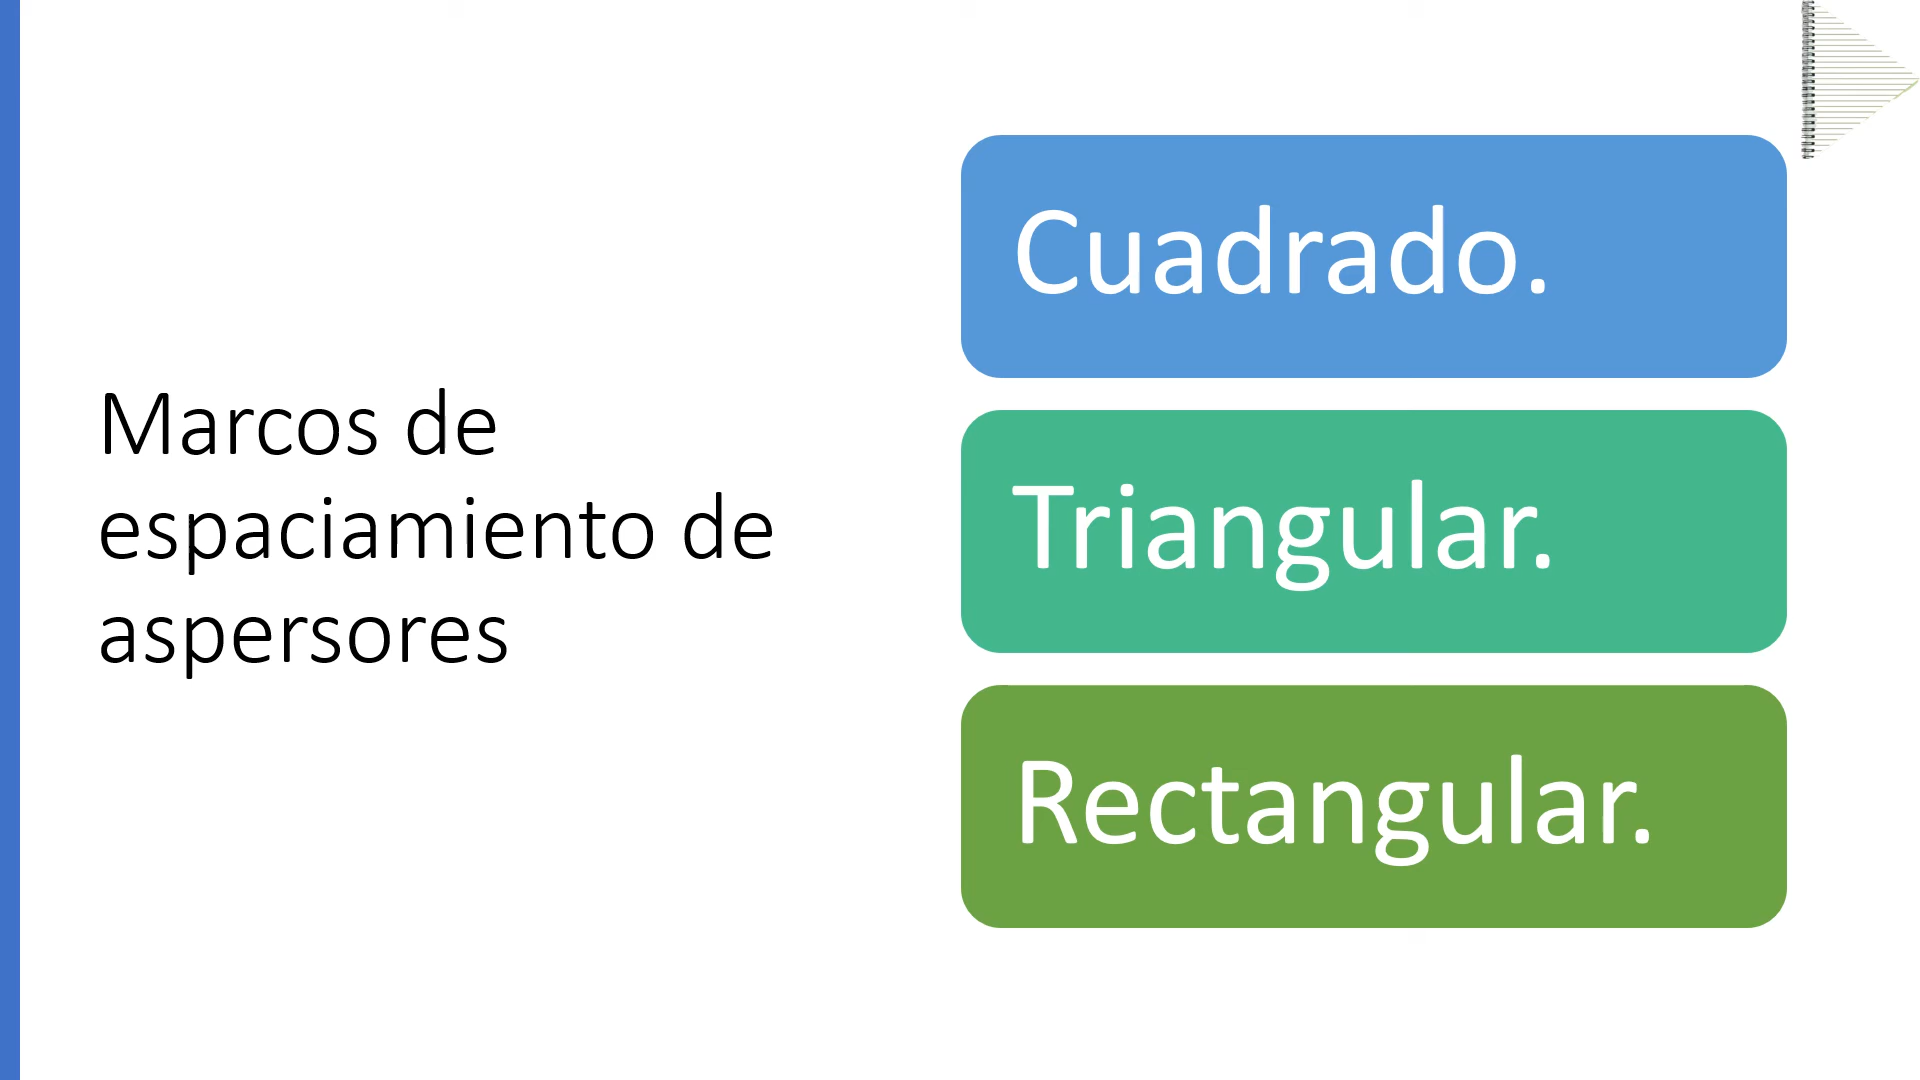 Marcos de
espaciamiento de
aspersores
Cuadrado.
Triangular.
Rectangular.